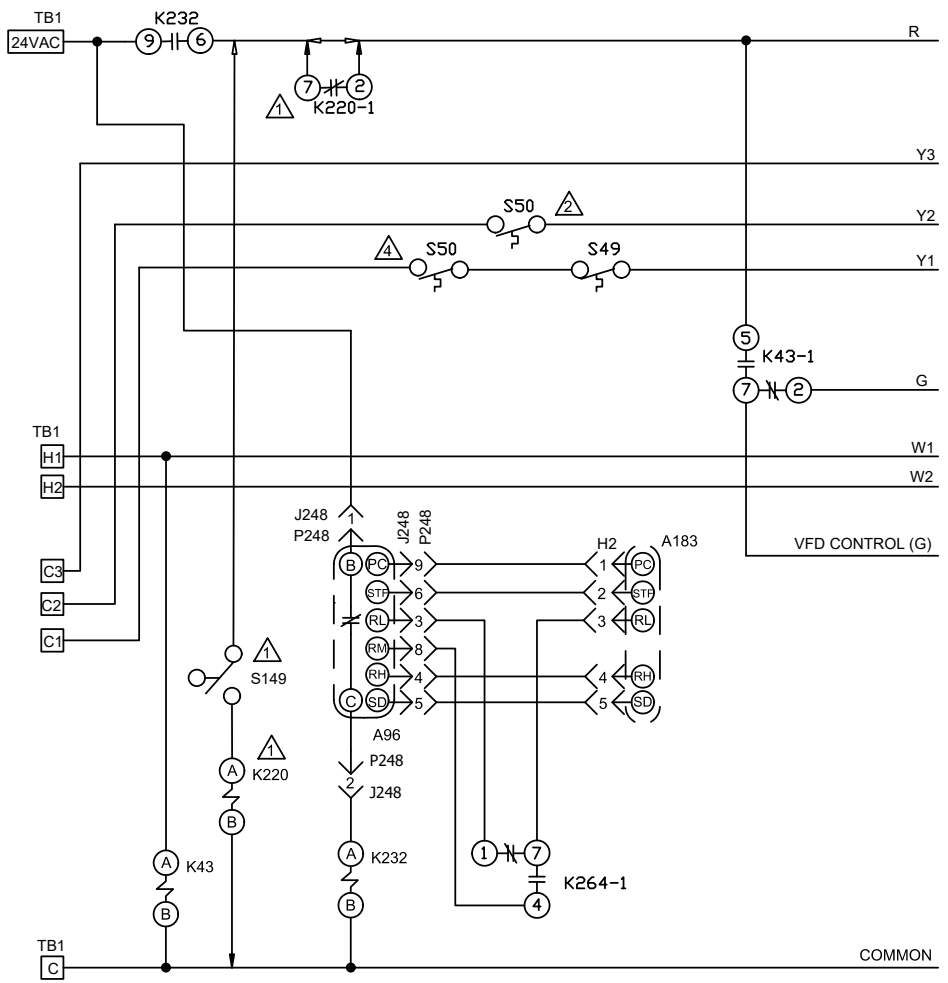 TB1
K232
24VAC
9
6
R
7
2
1
K220-1
Y3
S50
2
Y2
4
S50
S49
Y1
5
K43-1
7
2
G
TB1
H1
W1
H2
W2
J248
1
P248
J248
P248
H2
A183
VFD CONTROL (G)
B
PC
9
1
PC
C3
STF
6
2
STF
C2
RL
3
3
RL
C1
RM
8
1
S149
RH
4
4
RH
C
SD
5
5
SD
A96
1
P248
A
K220
2
J248
B
A
K43
A
K232
1
7
K264-1
B
B
4
TB1
C
COMMON